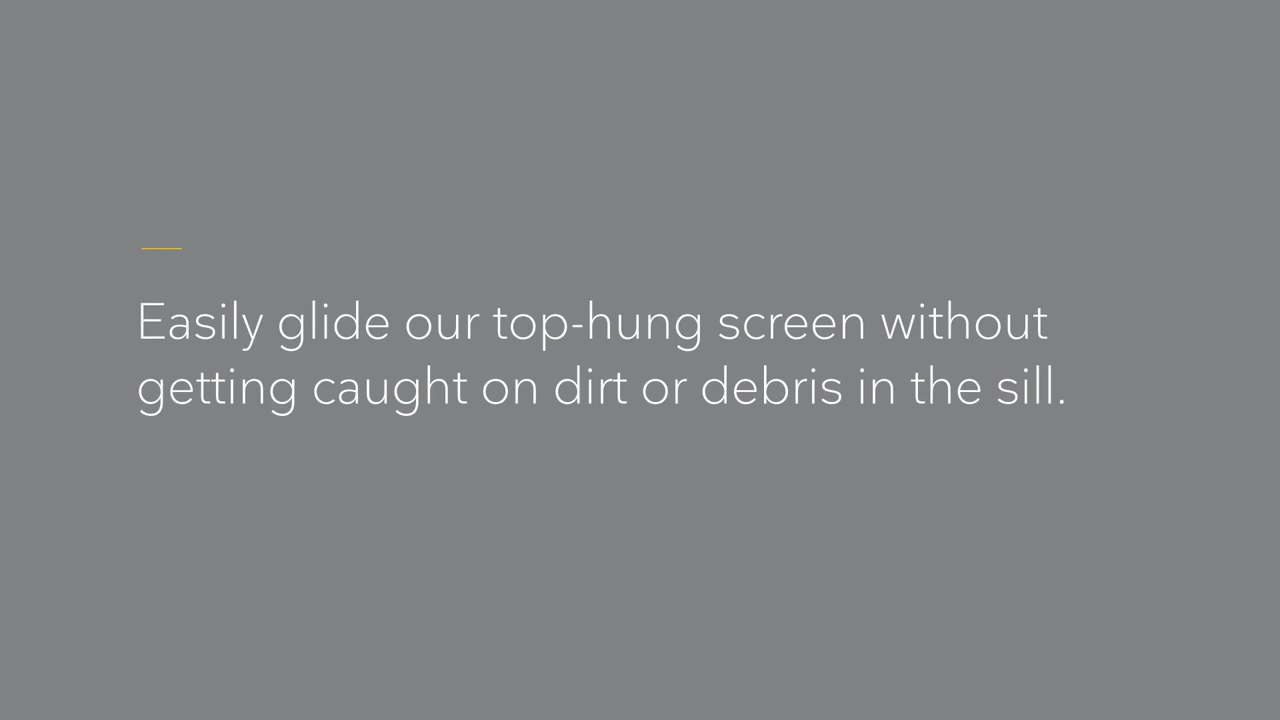 Easily glide our top-hung screen without
getting caught on dirt or debris in the sill.